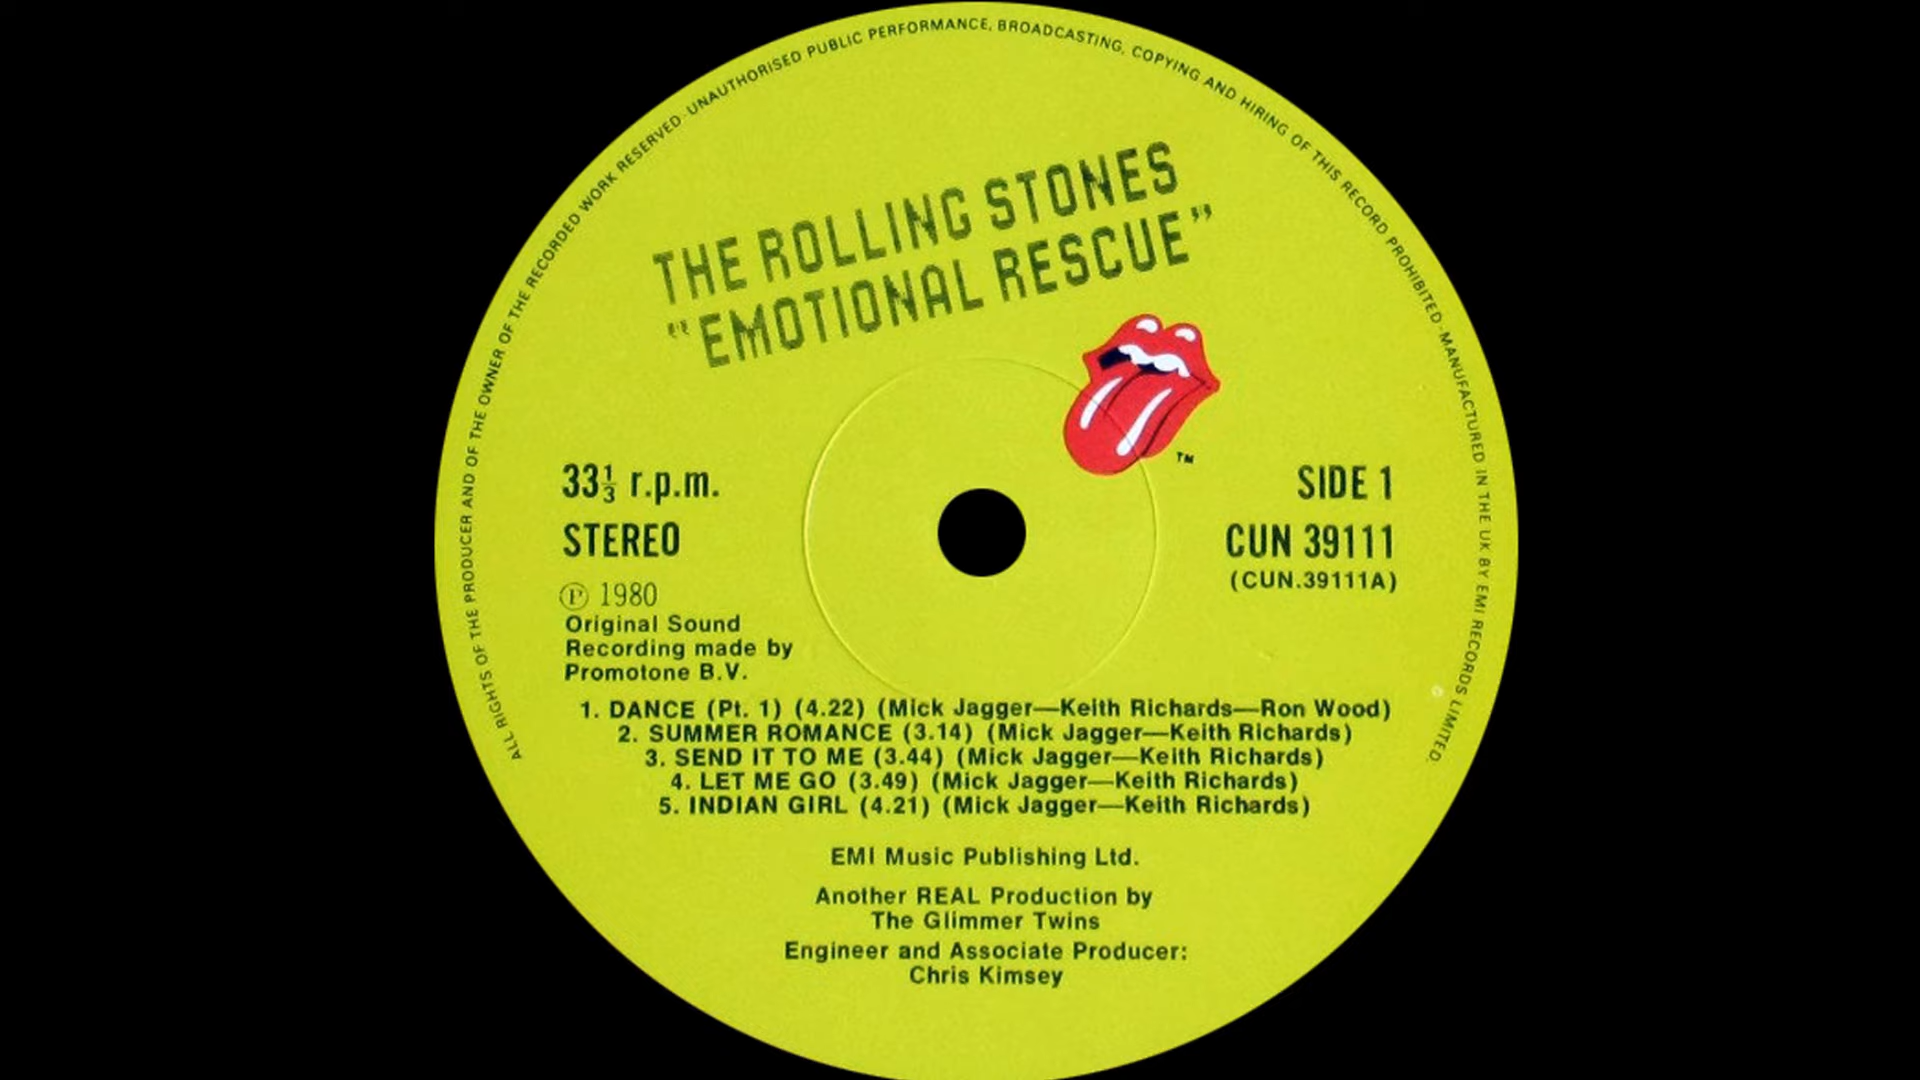 ALL RIGHTS OF THE PRODUCER AND OF THE OWNER OF THE RECORDED WORK RESERVED·UNAUTHORISED PUBLIC PERFORMANCE, BROADCASTING, COPYING AND HIRING OF THIS RECORD PROHIBITED·MANUFACTURED IN THE UK BY EMI RECORDS LIMITED.
THE ROLLING STONES
"EMOTIONAL RESCUE"
TM
33⅓ r.p.m.
STEREO
Ⓟ 1980
Original Sound
Recording made by
Promotone B.V.
SIDE 1
CUN 39111
(CUN.39111A)
1. DANCE (Pt. 1) (4.22) (Mick Jagger—Keith Richards—Ron Wood)
2. SUMMER ROMANCE (3.14) (Mick Jagger—Keith Richards)
3. SEND IT TO ME (3.44) (Mick Jagger—Keith Richards)
4. LET ME GO (3.49) (Mick Jagger—Keith Richards)
5. INDIAN GIRL (4.21) (Mick Jagger—Keith Richards)
EMI Music Publishing Ltd.
Another REAL Production by
The Glimmer Twins
Engineer and Associate Producer:
Chris Kimsey